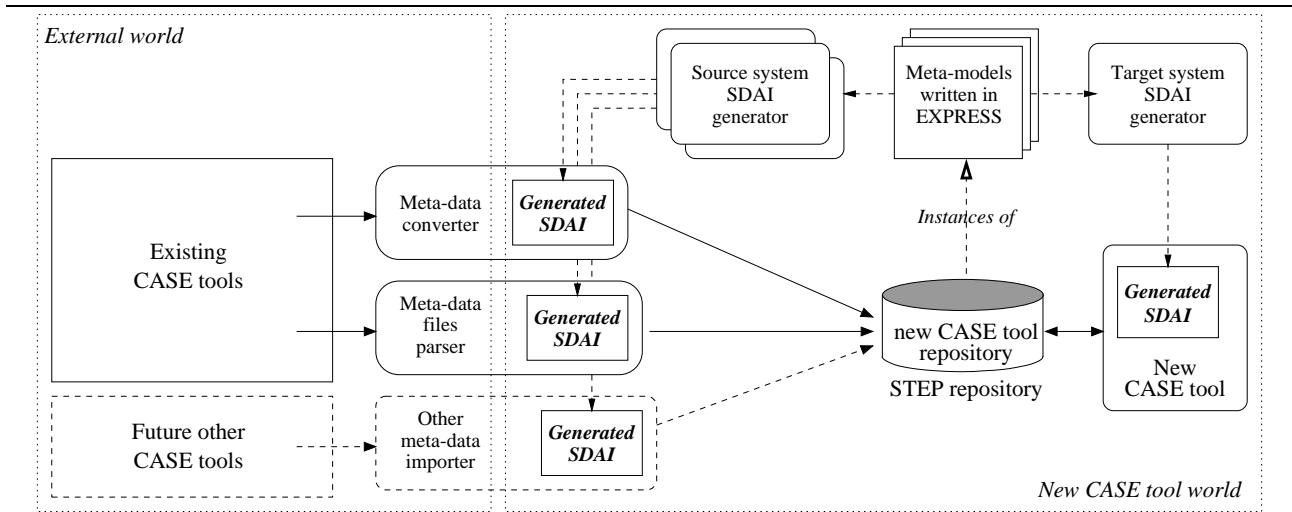 External world
Source system
SDAI
generator
Meta-models
written in
EXPRESS
Target system
SDAI
generator
Existing
CASE tools
Meta-data
converter
Generated
SDAI
Instances of
Meta-data
files
parser
Generated
SDAI
new CASE tool
repository
STEP repository
Generated
SDAI
New
CASE tool
Future other
CASE tools
Other
meta-data
importer
Generated
SDAI
New CASE tool world